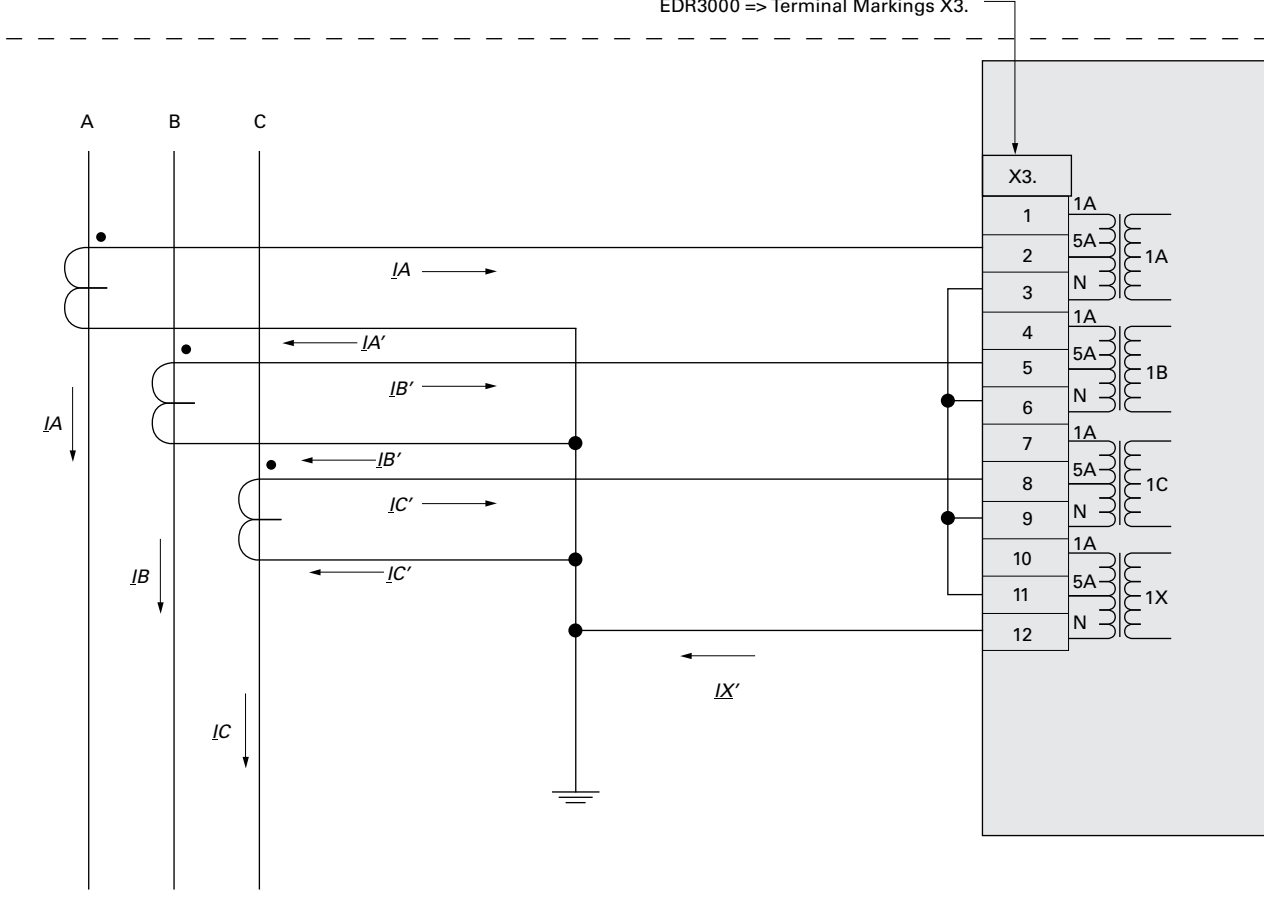 EDR3000 => Terminal Markings X3.
A B C
X3.
1 1A
2 5A 1A
3 N
IA
4 1A
IA′
5 5A 1B
IB′
6 N
IA
7 1A
IB′
8 5A 1C
IC′
9 N
10 1A
IC′
IB
11 5A 1X
12 N
IX′
IC